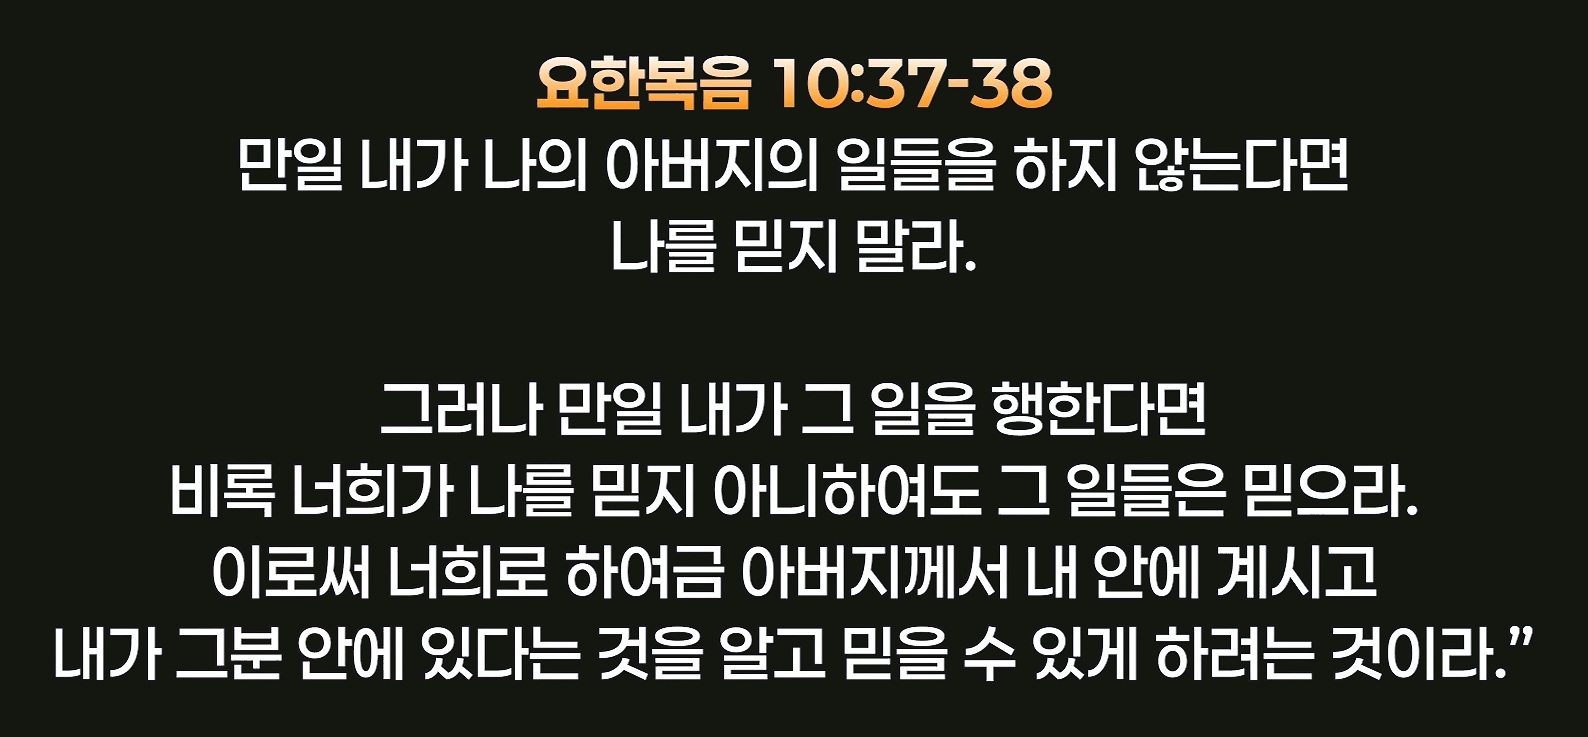 요한복음 10:37-38
만일 내가 나의 아버지의 일들을 하지 않는다면
나를 믿지 말라.
그러나 만일 내가 그 일을 행한다면
비록 너희가 나를 믿지 아니하여도 그 일들은 믿으라.
이로써 너희로 하여금 아버지께서 내 안에 계시고
내가 그분 안에 있다는 것을 알고 믿을 수 있게 하려는 것이라.”